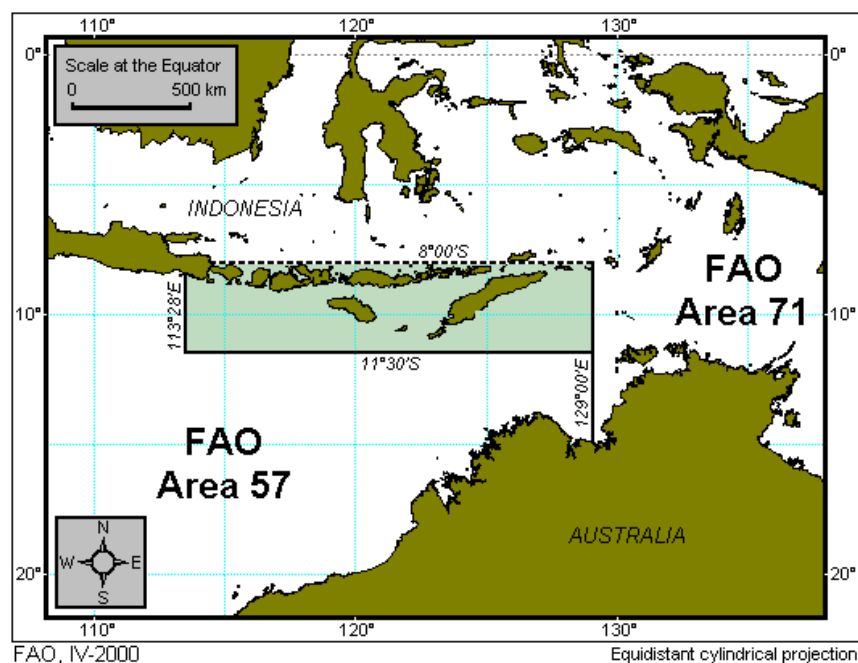 110°
120°
130°
0°
0°
Scale at the Equator
0
500 km
INDONESIA
8°00'S
FAO
Area 71
113°28'E
10°
10°
11°30'S
129°00'E
FAO
Area 57
AUSTRALIA
N
W
E
S
20°
20°
110°
120°
130°
FAO, IV-2000
Equidistant cylindrical projection